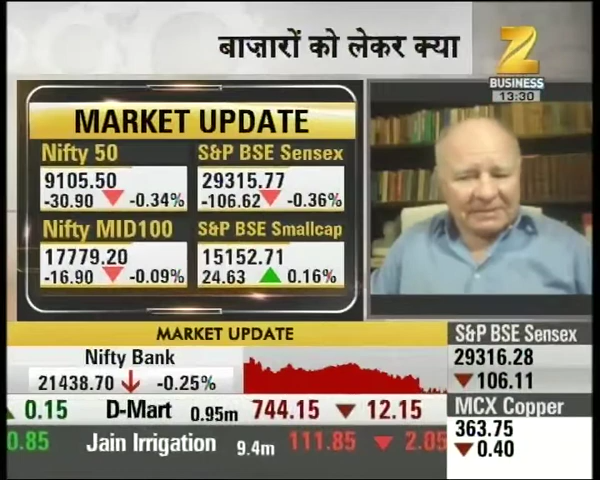 बाज़ारों को लेकर क्या
Z
BUSINESS
13:30
MARKET UPDATE
Nifty 50
9105.50
-30.90 -0.34%
S&P BSE Sensex
29315.77
-106.62 -0.36%
Nifty MID100
17779.20
-16.90 -0.09%
S&P BSE Smallcap
15152.71
24.63 0.16%
MARKET UPDATE
Nifty Bank
21438.70 -0.25%
S&P BSE Sensex
29316.28
106.11
0.15 D-Mart 0.95m 744.15 12.15
0.85 Jain Irrigation 9.4m 111.85 2.05
MCX Copper
363.75
0.40